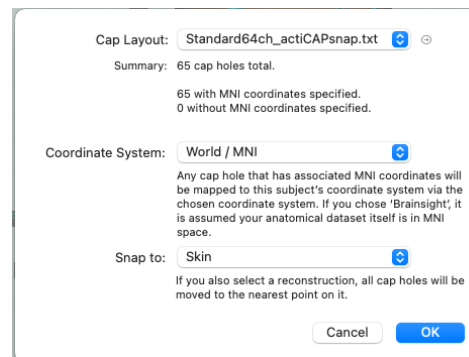 Cap Layout: Standard64ch_actiCAPsnap.txt
Summary: 65 cap holes total.
65 with MNI coordinates specified.
0 without MNI coordinates specified.
Coordinate System: World / MNI
Any cap hole that has associated MNI coordinates will
be mapped to this subject's coordinate system via the
chosen coordinate system. If you chose 'Brainsight', it
is assumed your anatomical dataset itself is in MNI
space.
Snap to: Skin
If you also select a reconstruction, all cap holes will be
moved to the nearest point on it.
Cancel OK